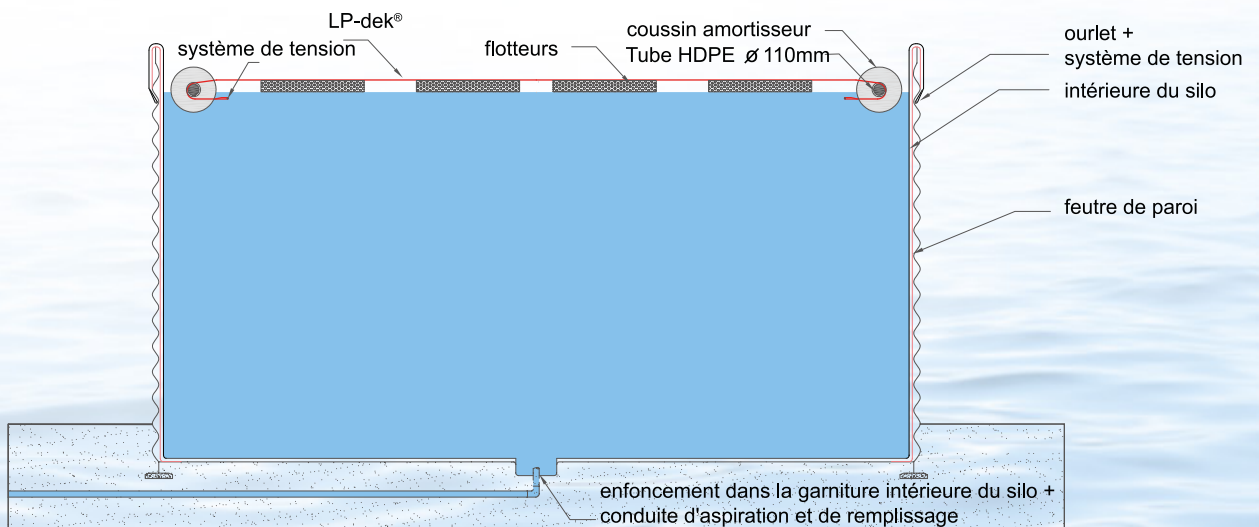 LP-dek®
système de tension
flotteurs
coussin amortisseur
Tube HDPE ø 110mm
ourlet +
système de tension
intérieure du silo
feutre de paroi
enfoncement dans la garniture intérieure du silo +
conduite d'aspiration et de remplissage